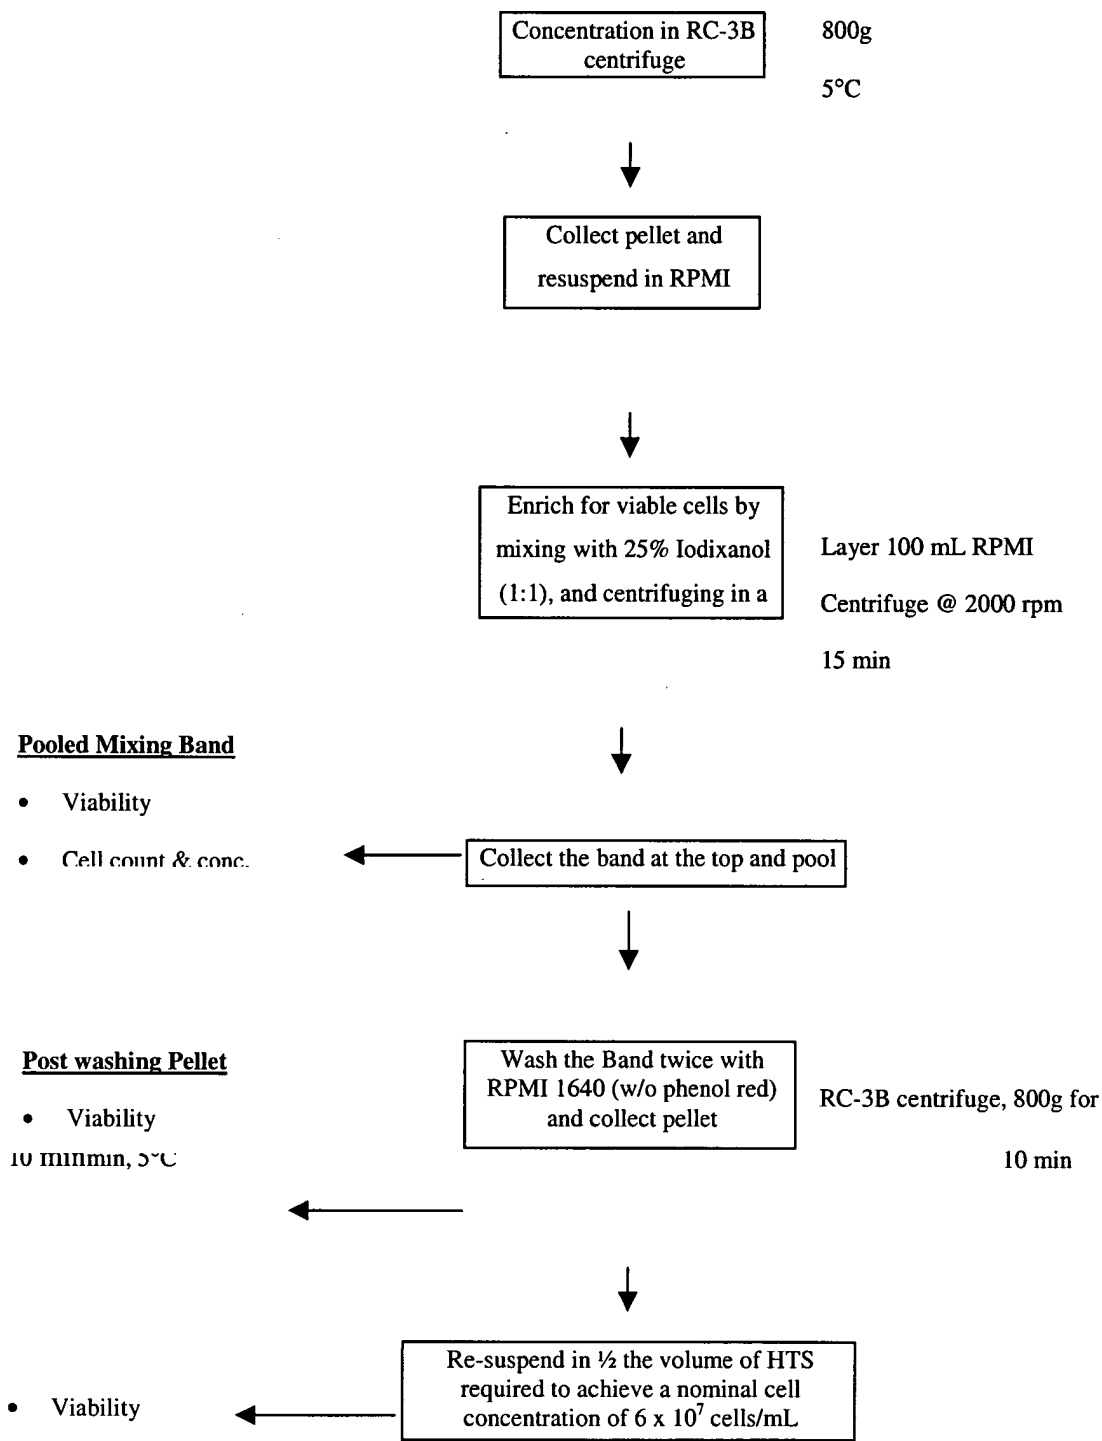 Concentration in RC-3B
centrifuge
800g
5°C
Collect pellet and
resuspend in RPMI
Enrich for viable cells by
mixing with 25% Iodixanol
(1:1), and centrifuging in a
Layer 100 mL RPMI
Centrifuge @ 2000 rpm
15 min
Pooled Mixing Band
• Viability
• Cell count & conc.
Collect the band at the top and pool
Post washing Pellet
• Viability
10 minmin, 5°C
Wash the Band twice with
RPMI 1640 (w/o phenol red)
and collect pellet
RC-3B centrifuge, 800g for
10 min
Re-suspend in ½ the volume of HTS
required to achieve a nominal cell
concentration of 6 x 10⁷ cells/mL
• Viability